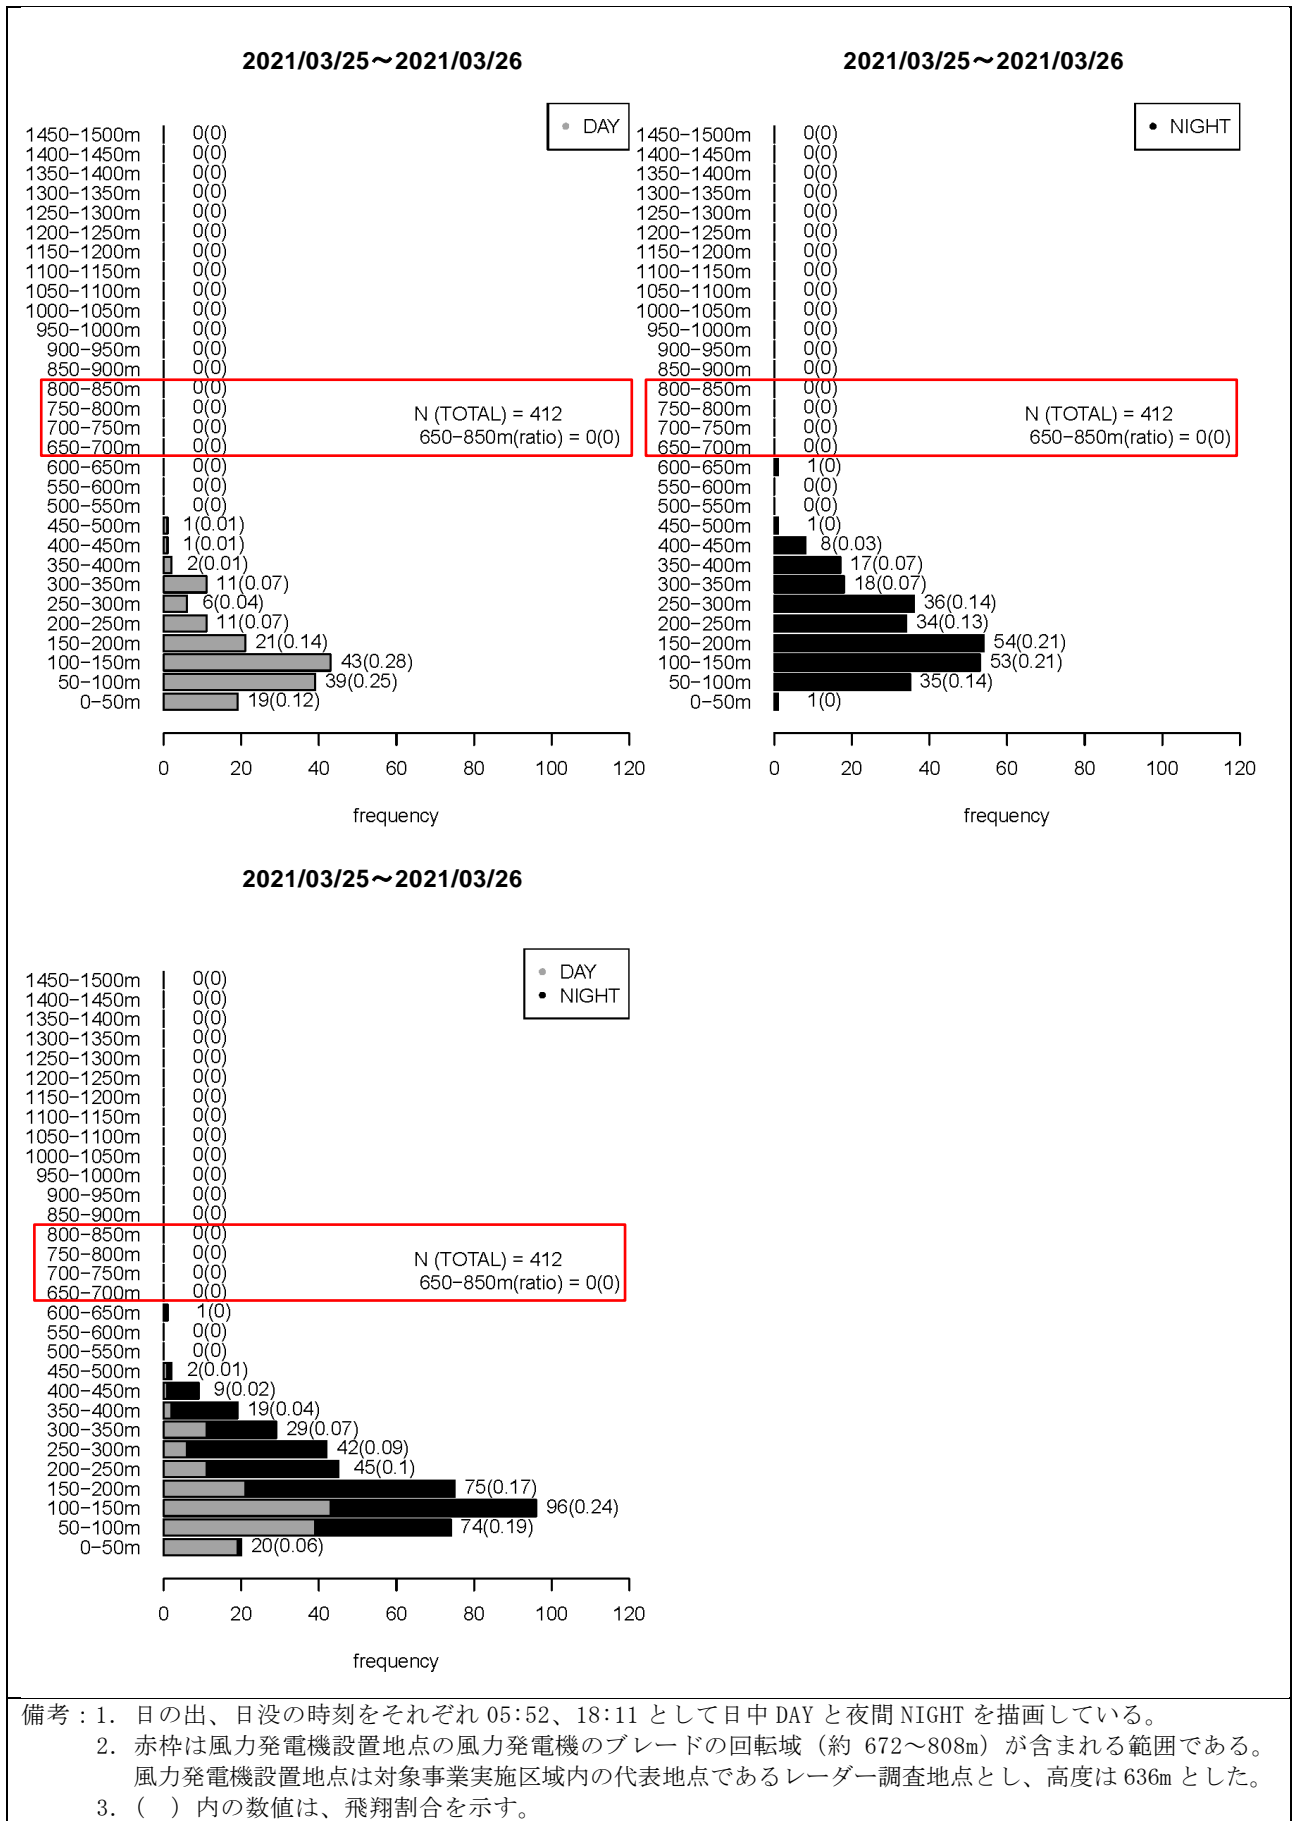 2021/03/25～2021/03/26
DAY
1450-1500m 0(0)
1400-1450m 0(0)
1350-1400m 0(0)
1300-1350m 0(0)
1250-1300m 0(0)
1200-1250m 0(0)
1150-1200m 0(0)
1100-1150m 0(0)
1050-1100m 0(0)
1000-1050m 0(0)
950-1000m 0(0)
900-950m 0(0)
850-900m 0(0)
800-850m 0(0)
750-800m 0(0)
700-750m 0(0)
650-700m 0(0)
N (TOTAL) = 412
650-850m(ratio) = 0(0)
600-650m 0(0)
550-600m 0(0)
500-550m 0(0)
450-500m 1(0.01)
400-450m 1(0.01)
350-400m 2(0.01)
300-350m 11(0.07)
250-300m 6(0.04)
200-250m 11(0.07)
150-200m 21(0.14)
100-150m 43(0.28)
50-100m 39(0.25)
0-50m 19(0.12)
0 20 40 60 80 100 120
frequency
2021/03/25～2021/03/26
NIGHT
1450-1500m 0(0)
1400-1450m 0(0)
1350-1400m 0(0)
1300-1350m 0(0)
1250-1300m 0(0)
1200-1250m 0(0)
1150-1200m 0(0)
1100-1150m 0(0)
1050-1100m 0(0)
1000-1050m 0(0)
950-1000m 0(0)
900-950m 0(0)
850-900m 0(0)
800-850m 0(0)
750-800m 0(0)
700-750m 0(0)
650-700m 0(0)
N (TOTAL) = 412
650-850m(ratio) = 0(0)
600-650m 1(0)
550-600m 0(0)
500-550m 0(0)
450-500m 1(0)
400-450m 8(0.03)
350-400m 17(0.07)
300-350m 18(0.07)
250-300m 36(0.14)
200-250m 34(0.13)
150-200m 54(0.21)
100-150m 53(0.21)
50-100m 35(0.14)
0-50m 1(0)
0 20 40 60 80 100 120
frequency
2021/03/25～2021/03/26
DAY
NIGHT
1450-1500m 0(0)
1400-1450m 0(0)
1350-1400m 0(0)
1300-1350m 0(0)
1250-1300m 0(0)
1200-1250m 0(0)
1150-1200m 0(0)
1100-1150m 0(0)
1050-1100m 0(0)
1000-1050m 0(0)
950-1000m 0(0)
900-950m 0(0)
850-900m 0(0)
800-850m 0(0)
750-800m 0(0)
700-750m 0(0)
650-700m 0(0)
N (TOTAL) = 412
650-850m(ratio) = 0(0)
600-650m 1(0)
550-600m 0(0)
500-550m 0(0)
450-500m 2(0.01)
400-450m 9(0.02)
350-400m 19(0.04)
300-350m 29(0.07)
250-300m 42(0.09)
200-250m 45(0.1)
150-200m 75(0.17)
100-150m 96(0.24)
50-100m 74(0.19)
0-50m 20(0.06)
0 20 40 60 80 100 120
frequency
備考：1. 日の出、日没の時刻をそれぞれ 05:52、18:11 として日中 DAY と夜間 NIGHT を描画している。
2. 赤枠は風力発電機設置地点の風力発電機のブレードの回転域（約 672～808m）が含まれる範囲である。
風力発電機設置地点は対象事業実施区域内の代表地点であるレーダー調査地点とし、高度は 636m とした。
3. (　) 内の数値は、飛翔割合を示す。